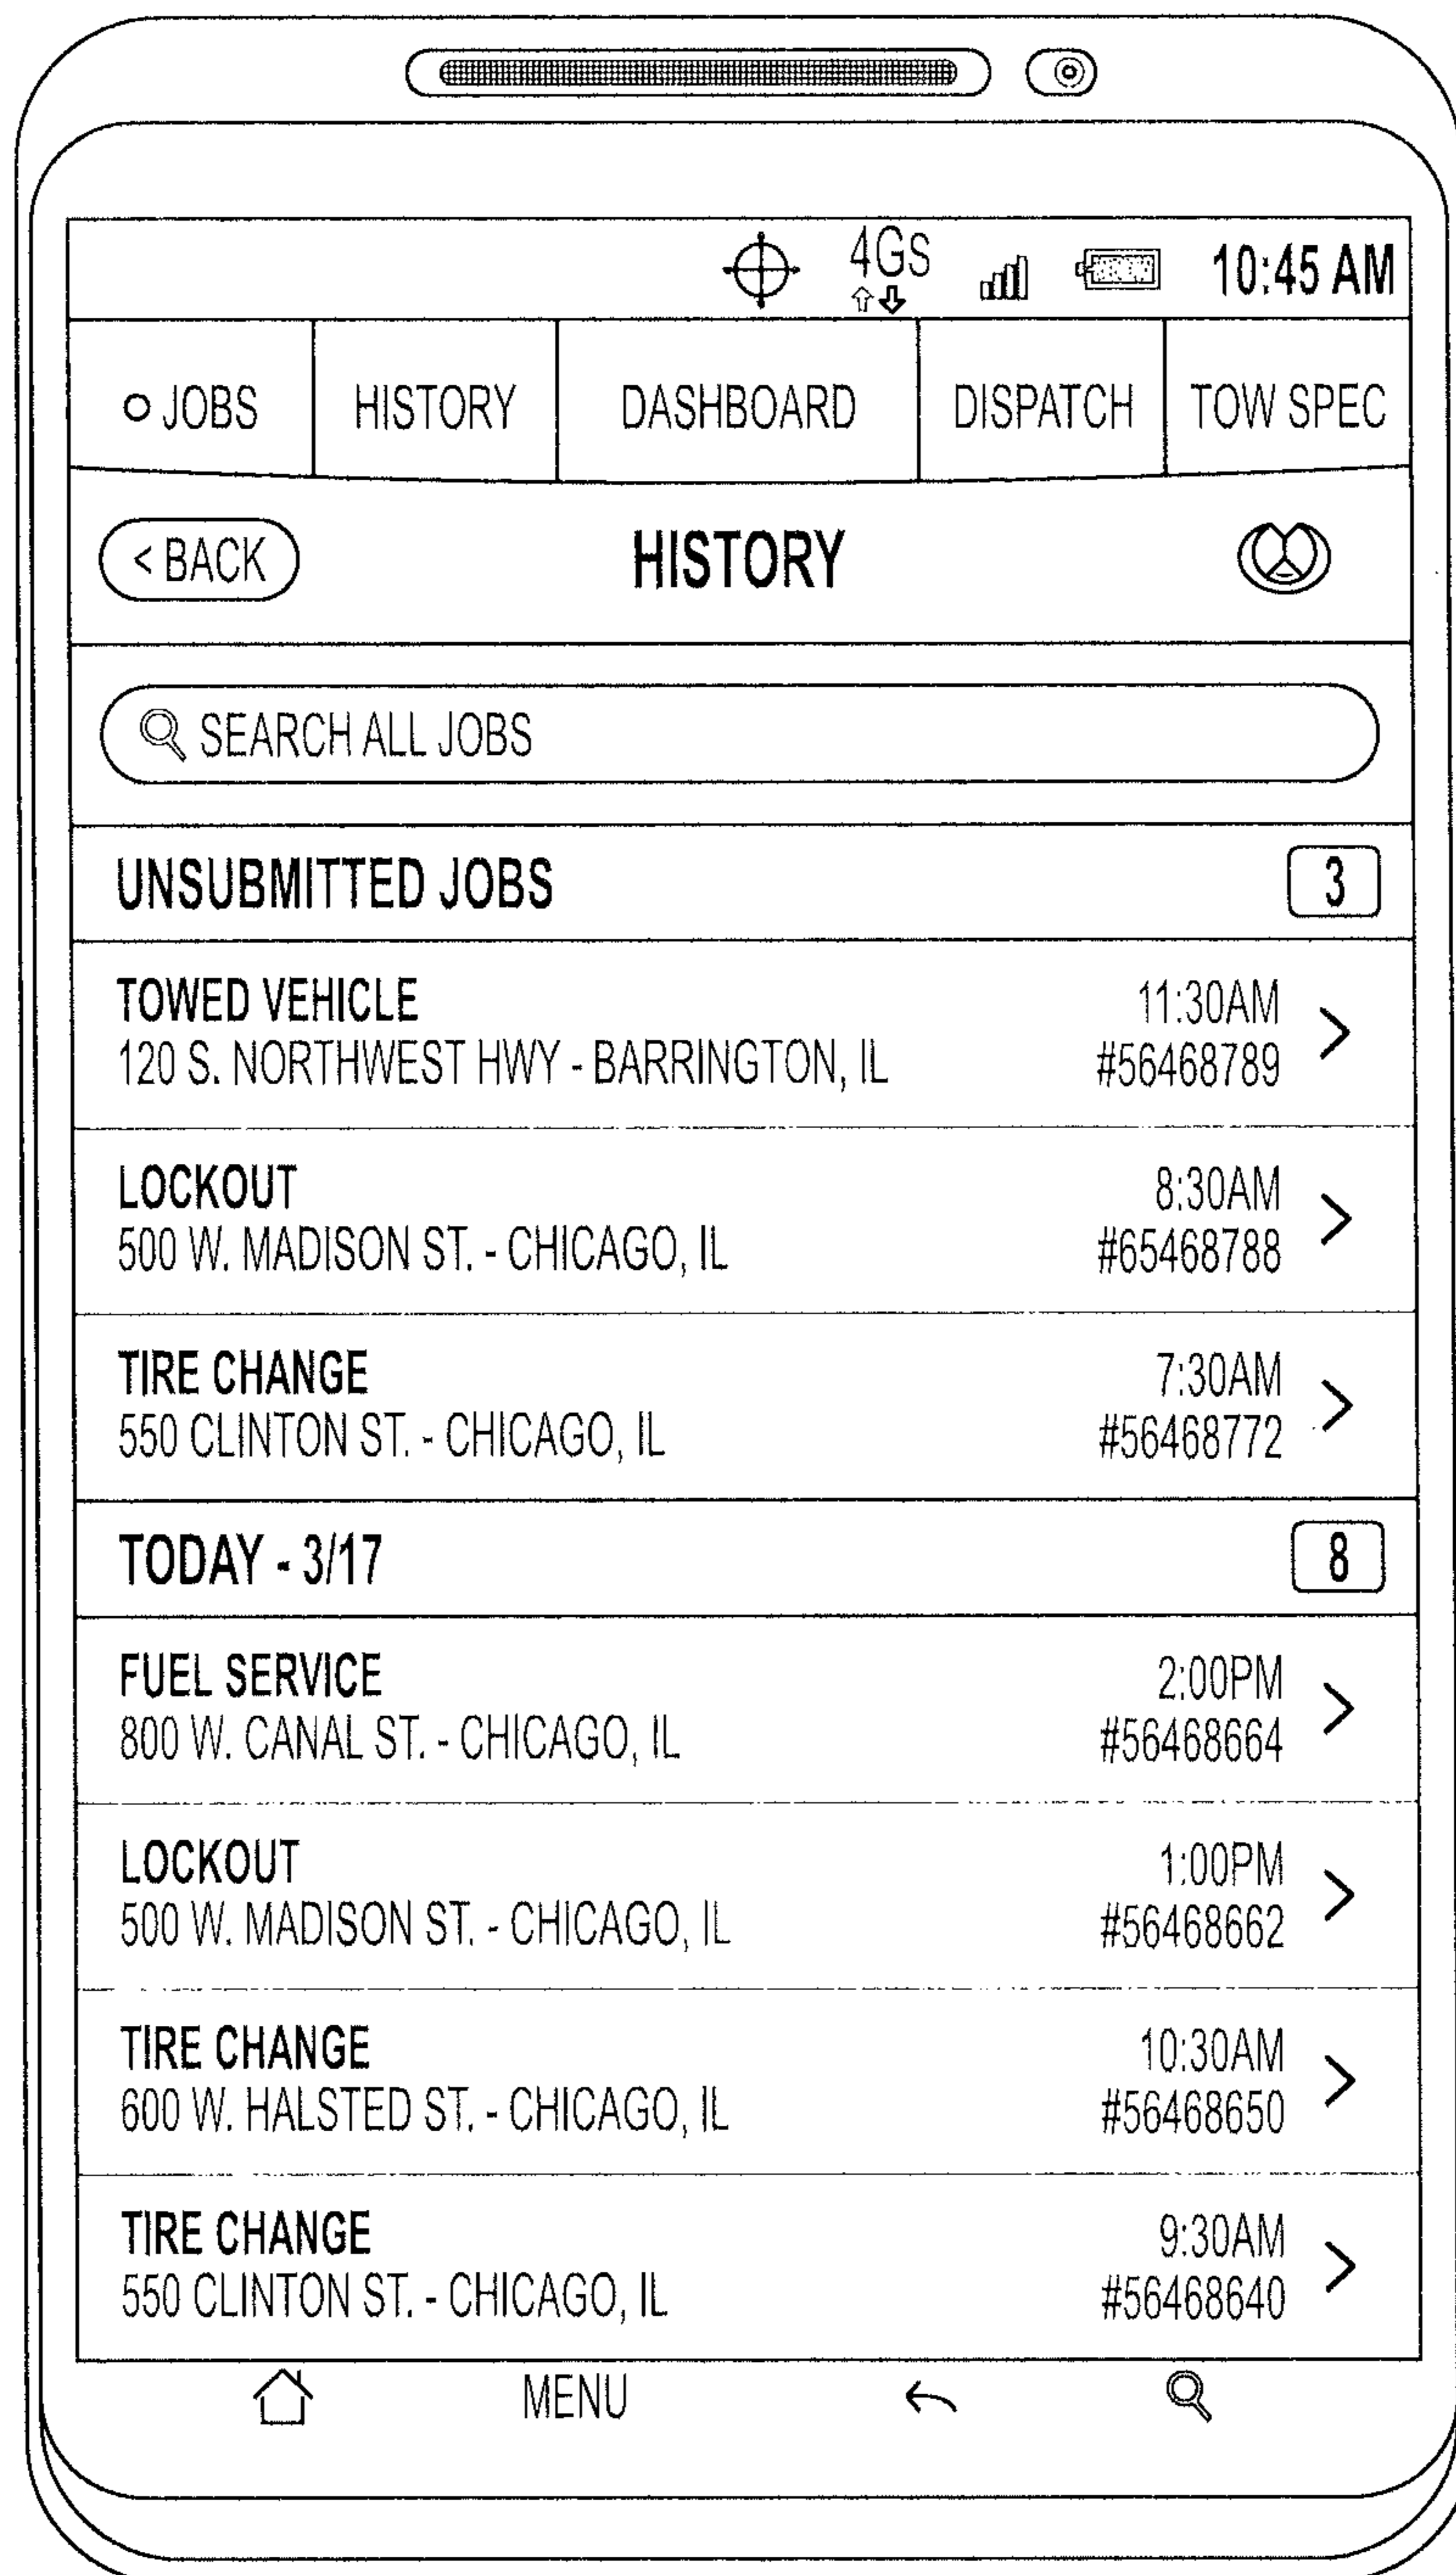 4GS
10:45 AM
JOBS HISTORY DASHBOARD DISPATCH TOW SPEC
< BACK HISTORY
SEARCH ALL JOBS
UNSUBMITTED JOBS 3
TOWED VEHICLE 11:30AM
120 S. NORTHWEST HWY - BARRINGTON, IL #56468789 >
LOCKOUT 8:30AM
500 W. MADISON ST. - CHICAGO, IL #65468788 >
TIRE CHANGE 7:30AM
550 CLINTON ST. - CHICAGO, IL #56468772 >
TODAY - 3/17 8
FUEL SERVICE 2:00PM
800 W. CANAL ST. - CHICAGO, IL #56468664 >
LOCKOUT 1:00PM
500 W. MADISON ST. - CHICAGO, IL #56468662 >
TIRE CHANGE 10:30AM
600 W. HALSTED ST. - CHICAGO, IL #56468650 >
TIRE CHANGE 9:30AM
550 CLINTON ST. - CHICAGO, IL #56468640 >
MENU